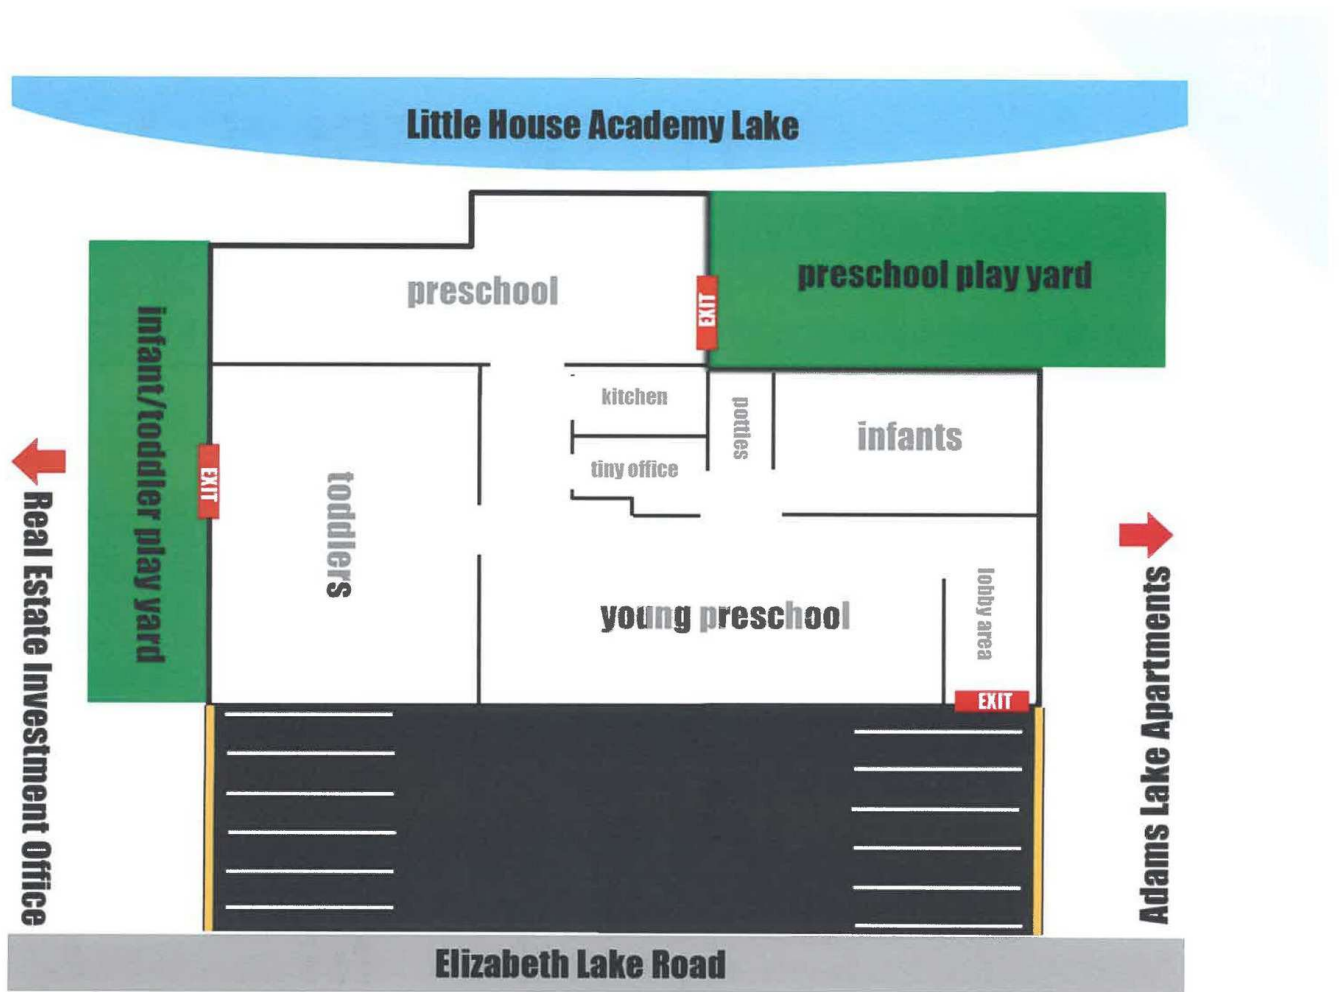 Little House Academy Lake
preschool play yard
preschool
EXIT
infant/toddler play yard
kitchen
potties
infants
tiny office
EXIT
toddlers
Real Estate Investment Office
young preschool
lobby area
EXIT
Adams Lake Apartments
Elizabeth Lake Road